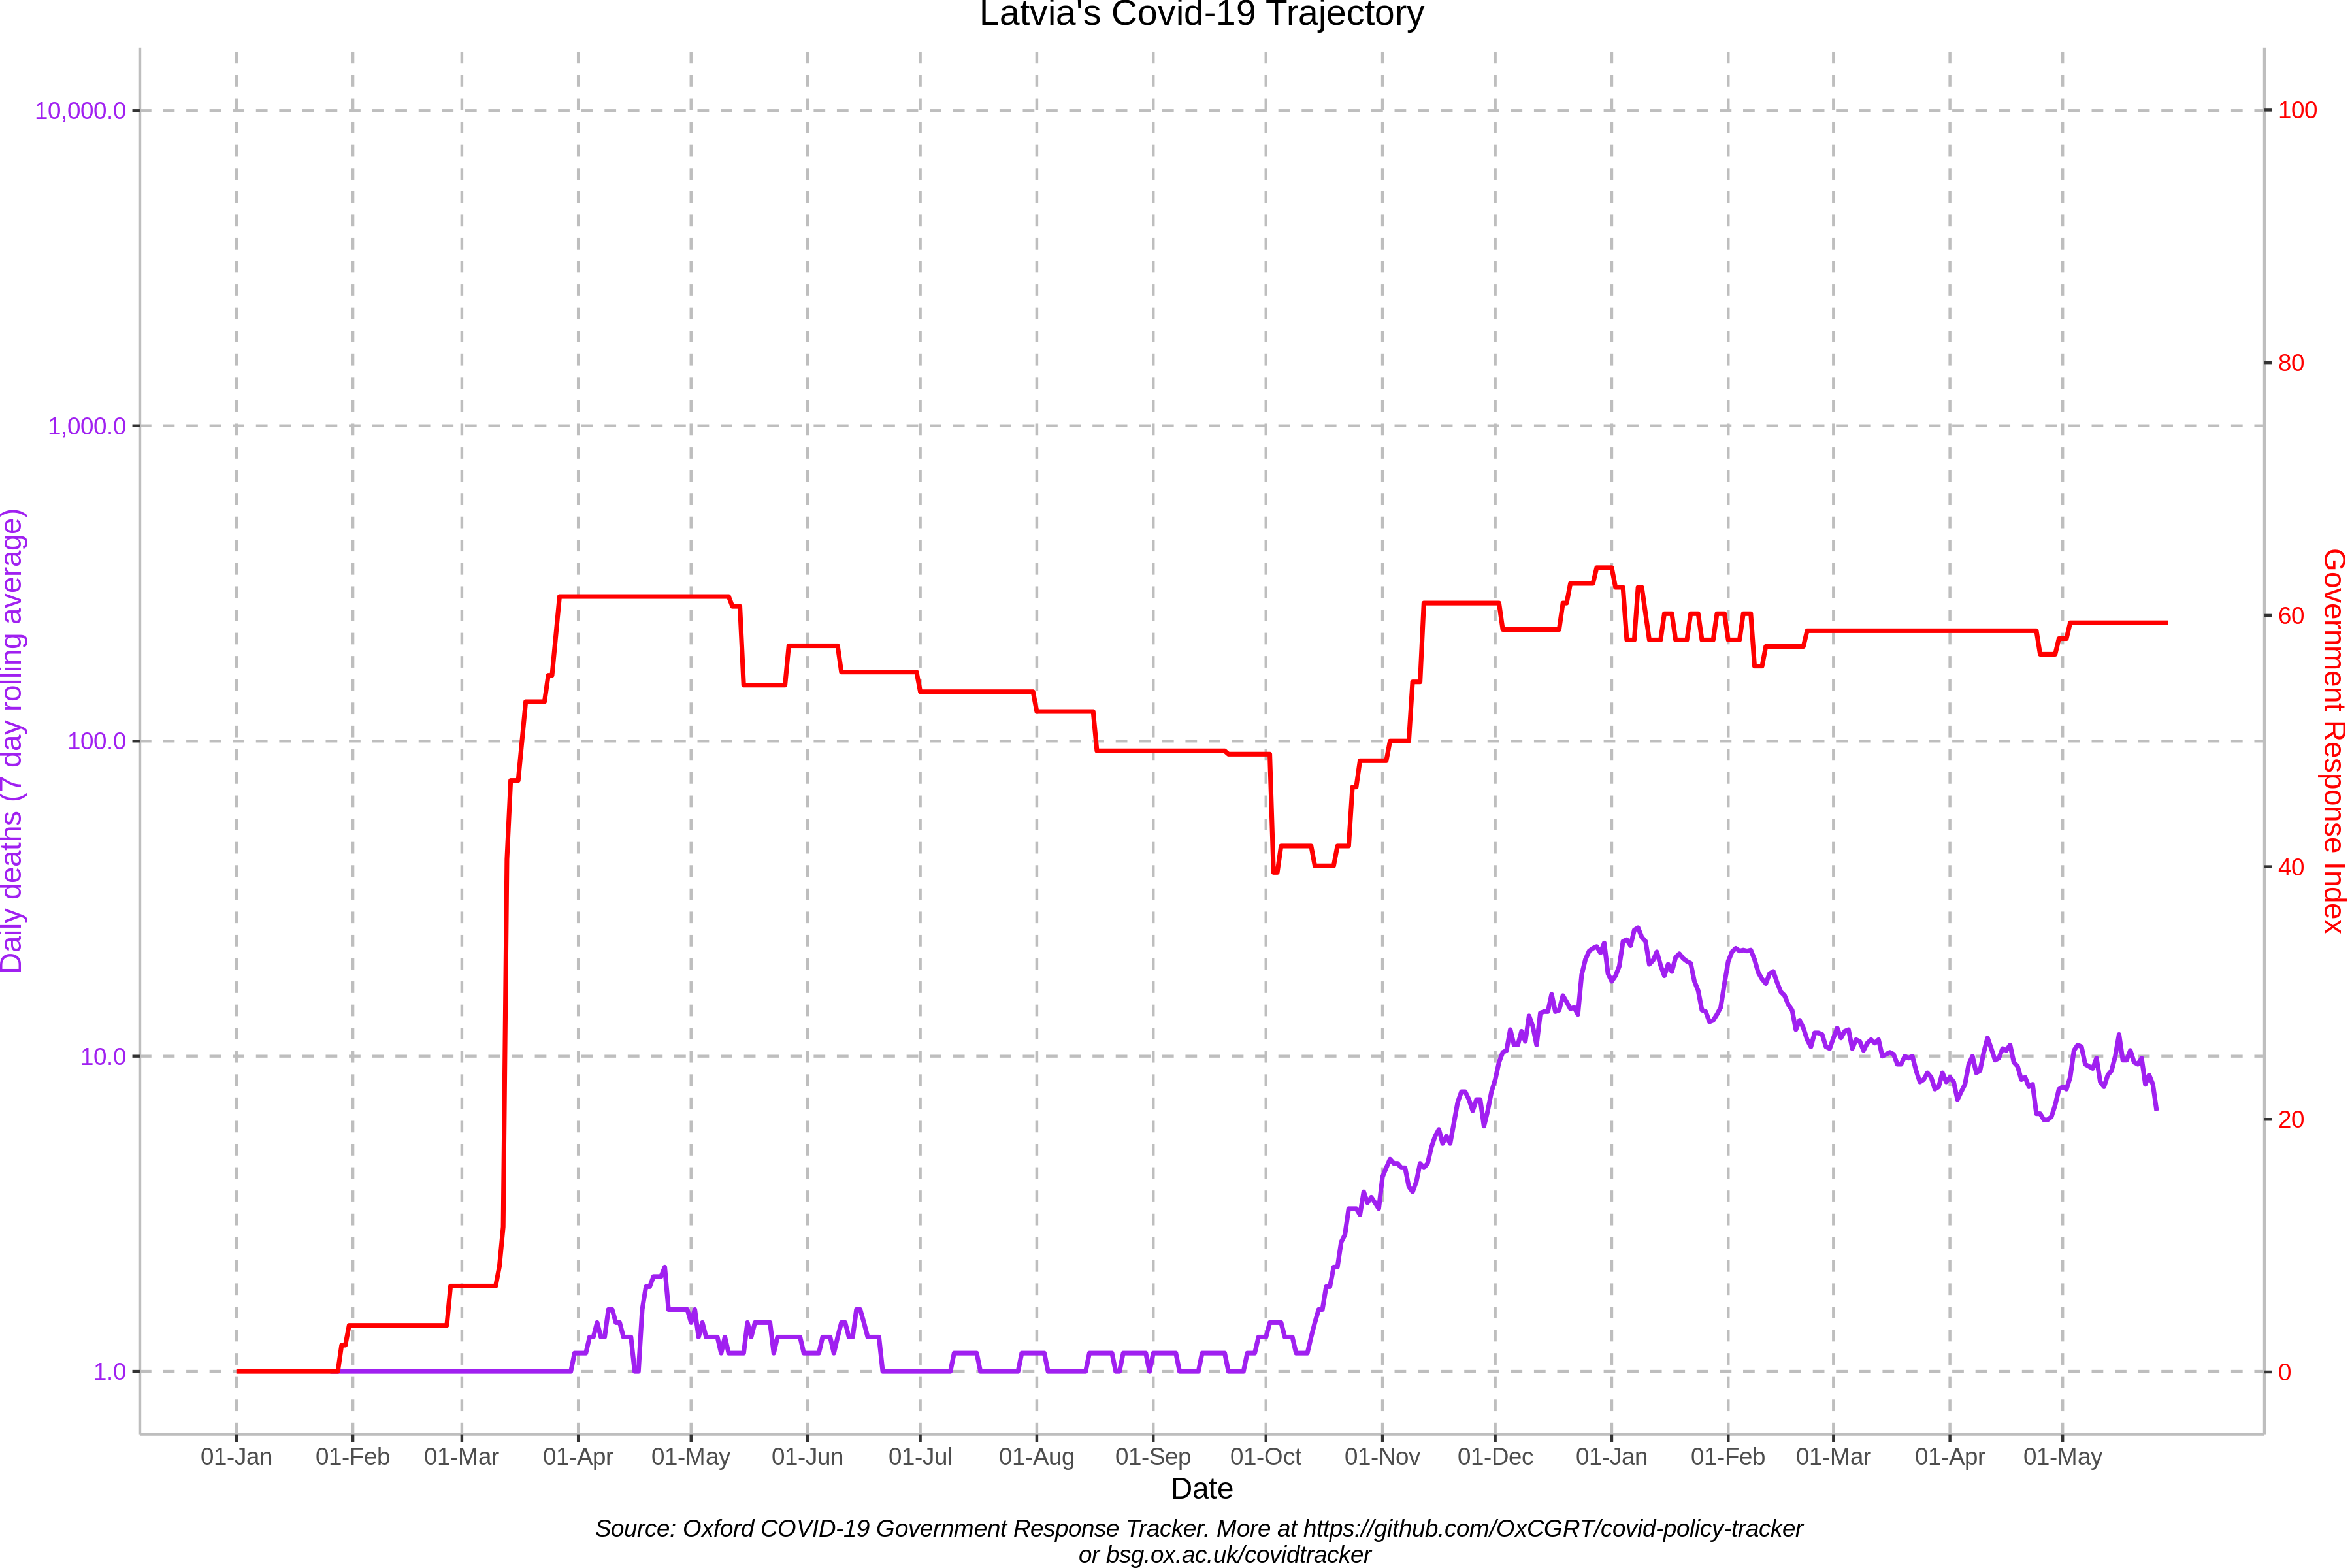 Latvia's Covid-19 Trajectory
10,000.0
1,000.0
100.0
10.0
1.0
Daily deaths (7 day rolling average)
100
80
60
40
20
0
Government Response Index
01-Jan 01-Feb 01-Mar 01-Apr 01-May 01-Jun 01-Jul 01-Aug 01-Sep 01-Oct 01-Nov 01-Dec 01-Jan 01-Feb 01-Mar 01-Apr 01-May
Date
Source: Oxford COVID-19 Government Response Tracker. More at https://github.com/OxCGRT/covid-policy-tracker
or bsg.ox.ac.uk/covidtracker